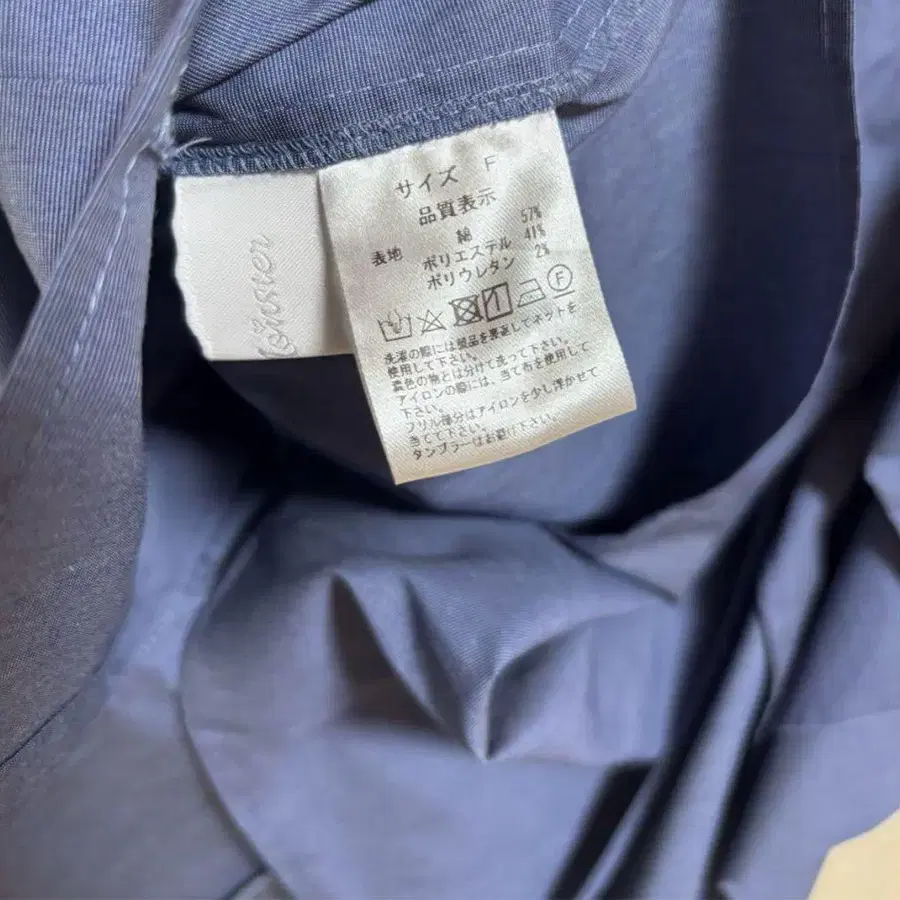 サイズ F
品質表示
表地 綿 57%
ポリエステル 41%
ポリウレタン 2%
F
洗濯の際には製品を裏返してネットを
使用して下さい。
濃色の物とは分けて洗って下さい。
アイロンの際には、当て布を使用して
下さい。
フリル部分はアイロンを少し浮かせて
当てて下さい。
タンブラーはお避け下さい。